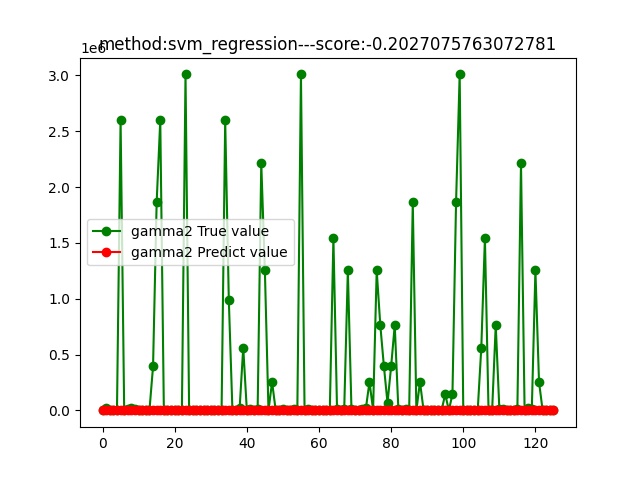 method:svm_regression---score:-0.2027075763072781
1e6
3.0
2.5
2.0
1.5
1.0
0.5
0.0
gamma2 True value
gamma2 Predict value
0 20 40 60 80 100 120